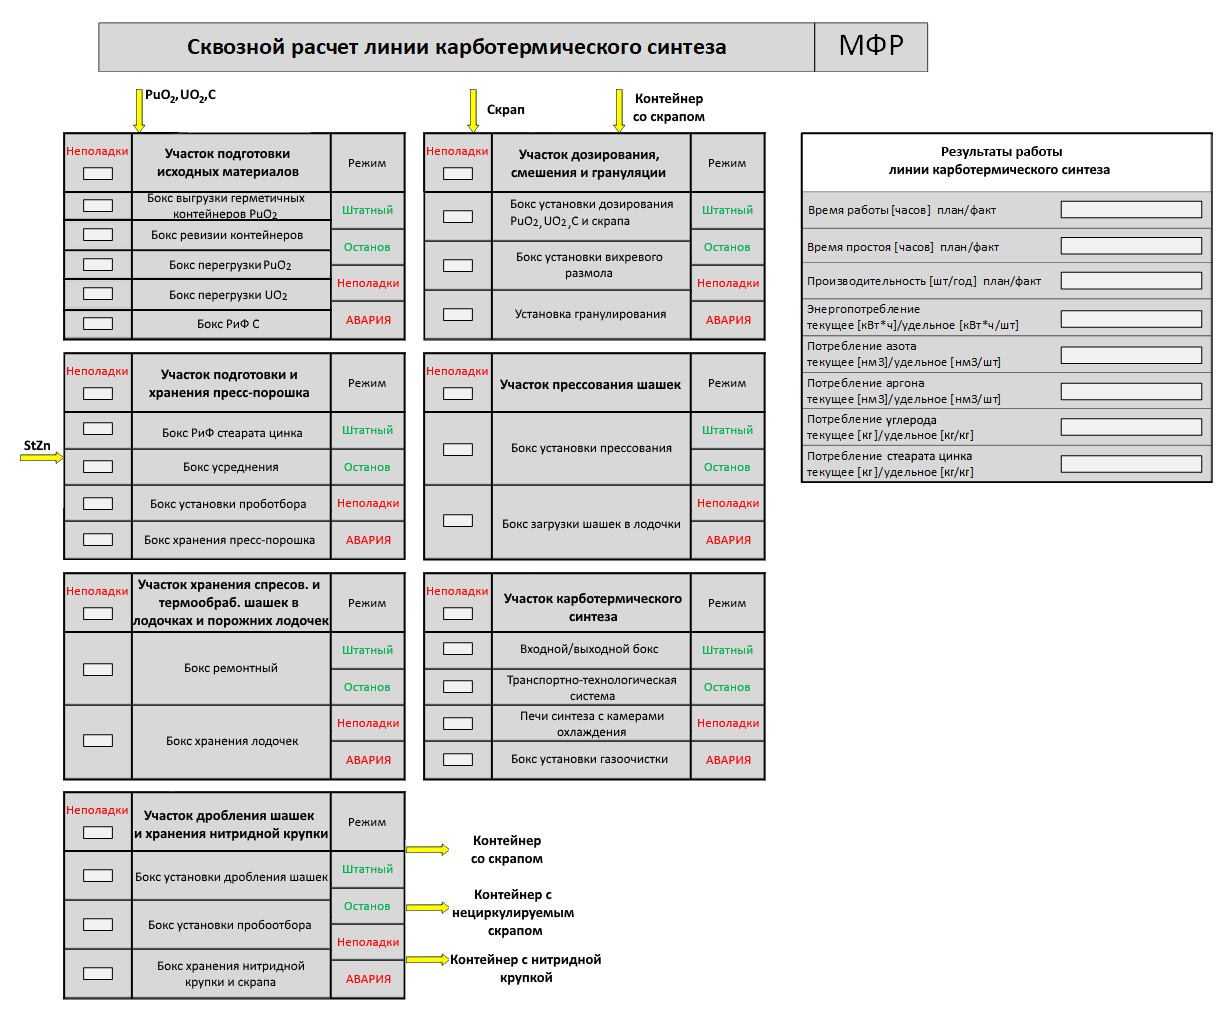 Сквозной расчет линии карботермического синтеза
МФР
PuO2,UO2,C
Скрап
Контейнер
со скрапом
Неполадки
Участок подготовки
исходных материалов
Режим
Бокс выгрузки герметичных
контейнеров PuO2
Бокс ревизии контейнеров
Бокс перегрузки PuO2
Бокс перегрузки UO2
Бокс РиФ С
Штатный
Останов
Неполадки
АВАРИЯ
Неполадки
Участок дозирования,
смешения и грануляции
Режим
Бокс установки дозирования
PuO2,UO2,C и скрапа
Бокс установки вихревого
размола
Установка гранулирования
Штатный
Останов
Неполадки
АВАРИЯ
Результаты работы
линии карботермического синтеза
Время работы [часов] план/факт
Время простоя [часов] план/факт
Производительность [шт/год] план/факт
Энергопотребление
текущее [кВт*ч]/удельное [кВт*ч/шт]
Потребление азота
текущее [нм3]/удельное [нм3/шт]
Потребление аргона
текущее [нм3]/удельное [нм3/шт]
Потребление углерода
текущее [кг]/удельное [кг/кг]
Потребление стеарата цинка
текущее [кг]/удельное [кг/кг]
StZn
Неполадки
Участок подготовки и
хранения пресс-порошка
Режим
Бокс РиФ стеарата цинка
Бокс усреднения
Бокс установки проботбора
Бокс хранения пресс-порошка
Штатный
Останов
Неполадки
АВАРИЯ
Неполадки
Участок прессования шашек
Режим
Бокс установки прессования
Бокс загрузки шашек в лодочки
Штатный
Останов
Неполадки
АВАРИЯ
Неполадки
Участок хранения спресов. и
термообраб. шашек в
лодочках и порожних лодочек
Режим
Бокс ремонтный
Бокс хранения лодочек
Штатный
Останов
Неполадки
АВАРИЯ
Неполадки
Участок карботермического
синтеза
Режим
Входной/выходной бокс
Транспортно-технологическая
система
Печи синтеза с камерами
охлаждения
Бокс установки газоочистки
Штатный
Останов
Неполадки
АВАРИЯ
Неполадки
Участок дробления шашек
и хранения нитридной крупки
Режим
Бокс установки дробления шашек
Бокс установки пробоотбора
Бокс хранения нитридной
крупки и скрапа
Штатный
Останов
Неполадки
АВАРИЯ
Контейнер
со скрапом
Контейнер с
нециркулируемым
скрапом
Контейнер с нитридной
крупкой